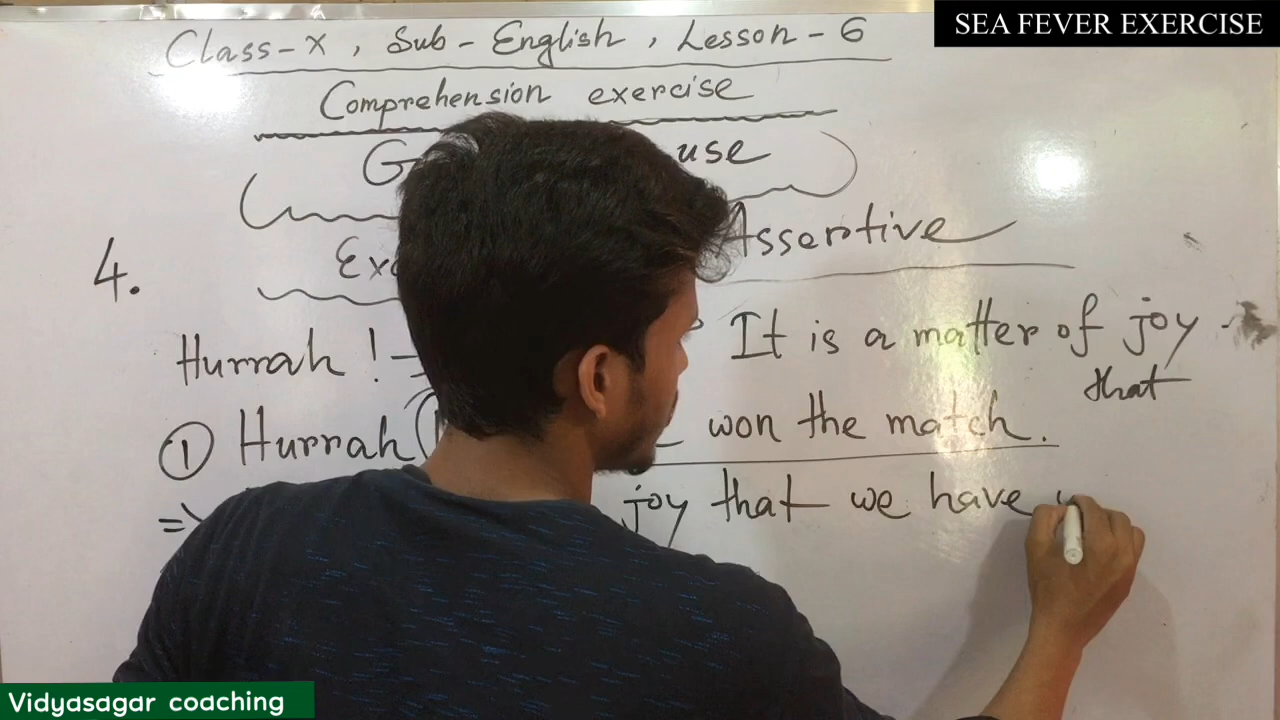 SEA FEVER EXERCISE
Class-X, Sub-English, Lesson-6
Comprehension exercise
use
Assertive
4.
Hurrah! It is a matter of joy
that
① Hurrah won the match.
=> joy that we have
Vidyasagar coaching